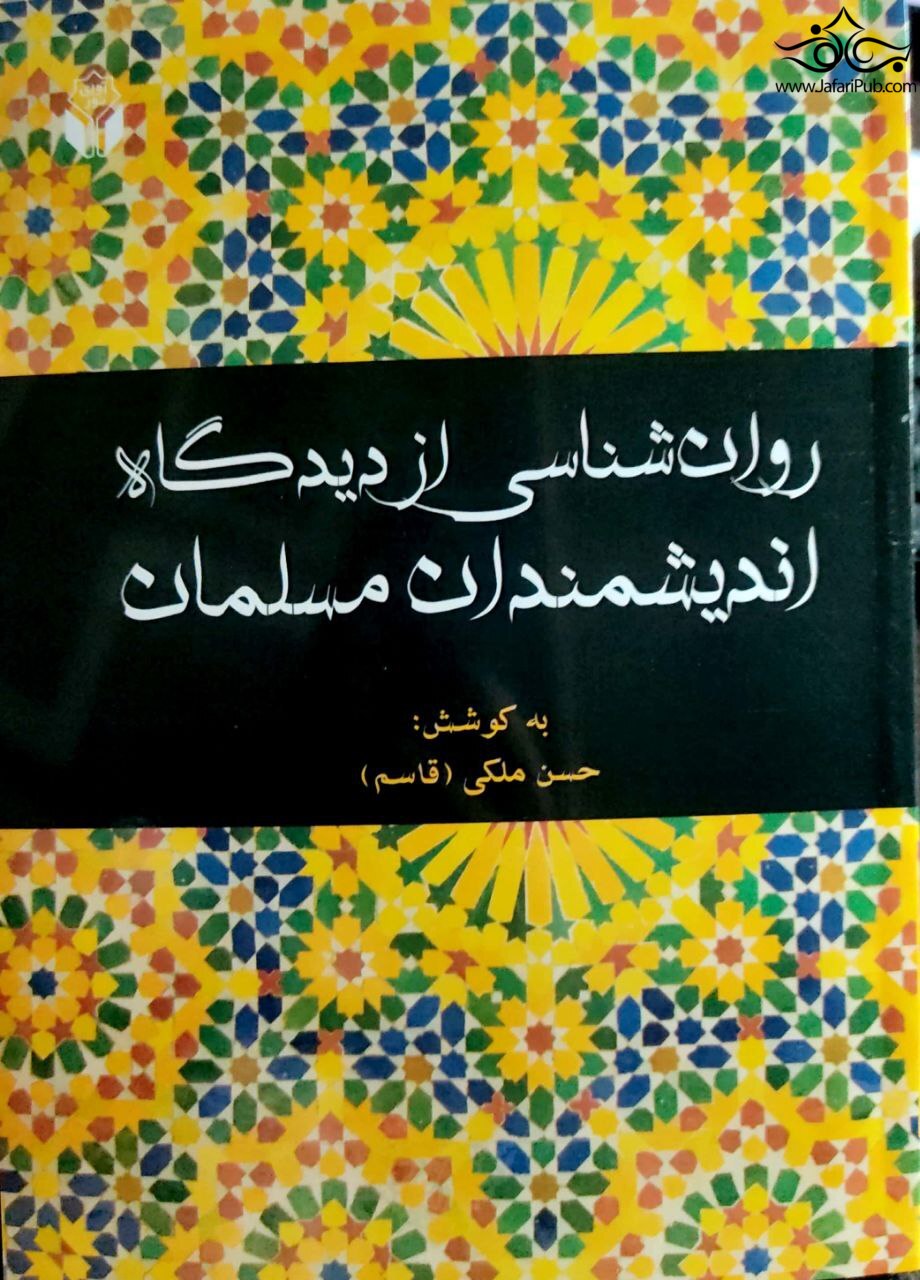 www.JafariPub.com
روان‌شناسی از دیدگاه
اندیشمندان مسلمان
به کوشش:
حسن ملکی (قاسم)